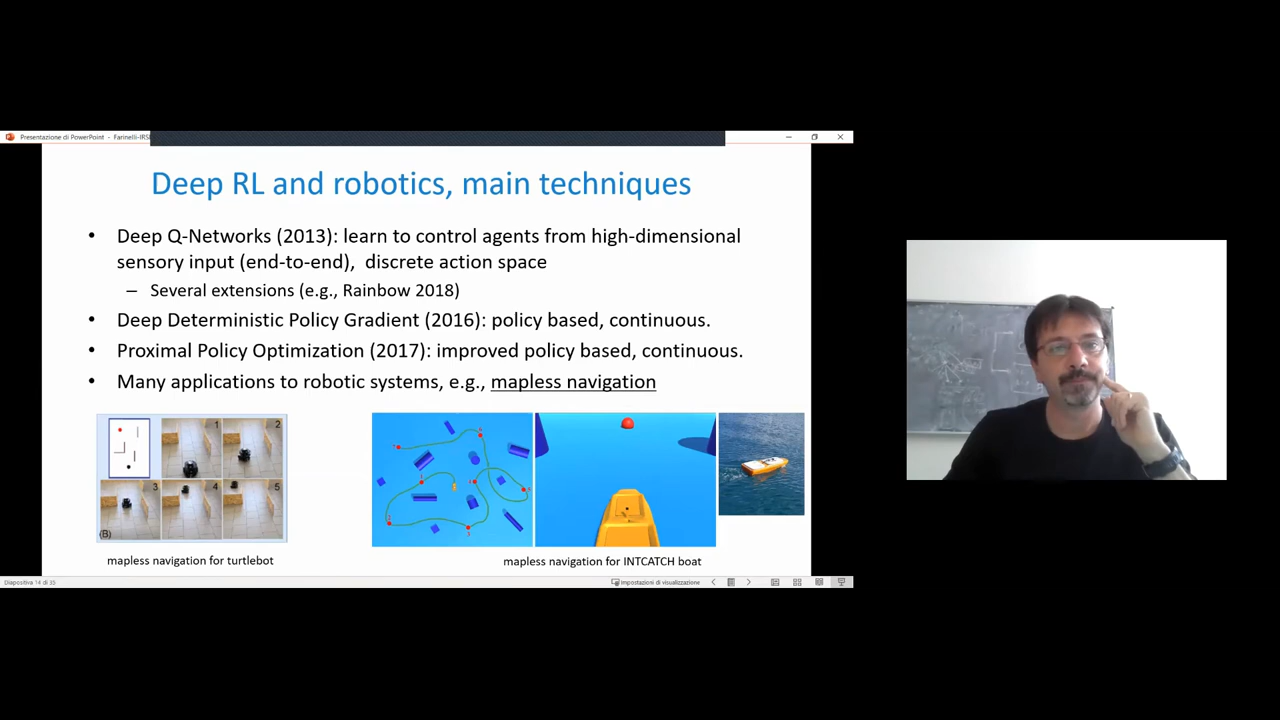 Presentazione di PowerPoint - Farinelli-IRSL
Deep RL and robotics, main techniques
• Deep Q-Networks (2013): learn to control agents from high-dimensional
sensory input (end-to-end), discrete action space
– Several extensions (e.g., Rainbow 2018)
• Deep Deterministic Policy Gradient (2016): policy based, continuous.
• Proximal Policy Optimization (2017): improved policy based, continuous.
• Many applications to robotic systems, e.g., mapless navigation
1
2
3
4
5
(B)
mapless navigation for turtlebot
mapless navigation for INTCATCH boat
Diapositiva 14 di 35
Impostazioni di visualizzazione